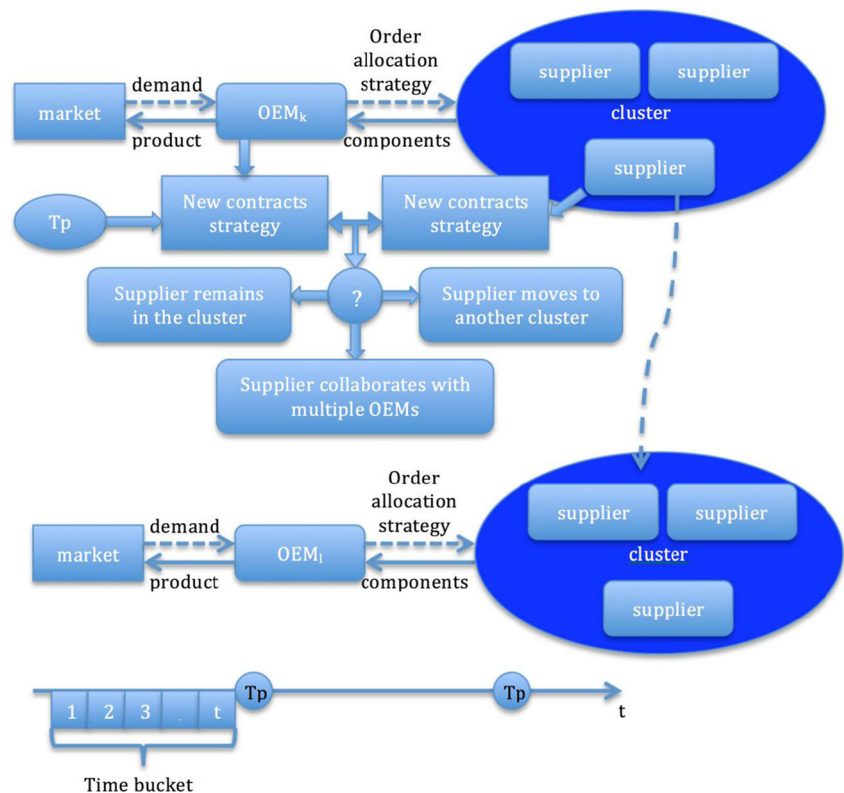 Order
allocation
strategy
demand
market
OEMk
product
components
supplier
supplier
cluster
supplier
Tp
New contracts
strategy
New contracts
strategy
?
Supplier remains
in the cluster
Supplier moves to
another cluster
Supplier collaborates with
multiple OEMs
Order
allocation
strategy
demand
market
OEMl
product
components
supplier
supplier
cluster
supplier
1 2 3 . t
Tp
Tp
t
Time bucket